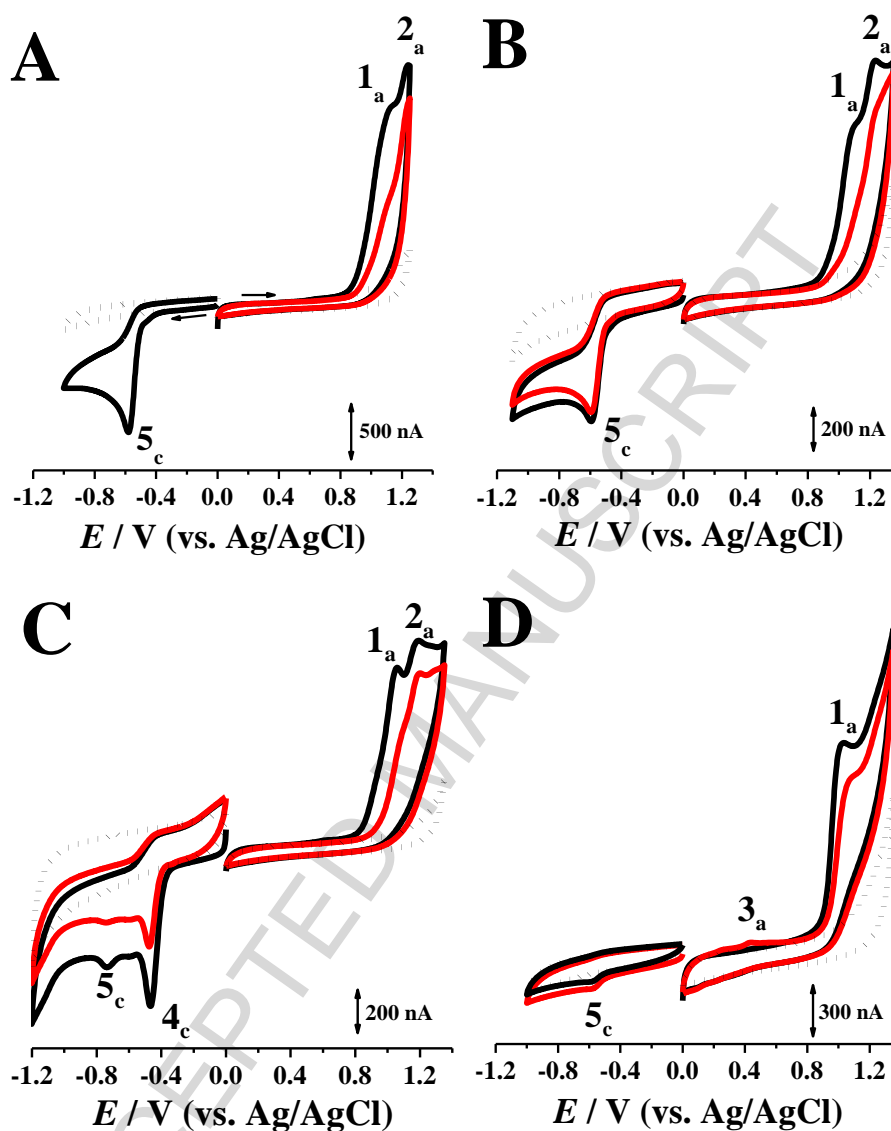 A
1a
2a
5c
500 nA
-1.2 -0.8 -0.4 0.0 0.4 0.8 1.2
E / V (vs. Ag/AgCl)
B
1a
2a
5c
200 nA
-1.2 -0.8 -0.4 0.0 0.4 0.8 1.2
E / V (vs. Ag/AgCl)
C
1a
2a
5c
4c
200 nA
-1.2 -0.8 -0.4 0.0 0.4 0.8 1.2
E / V (vs. Ag/AgCl)
D
1a
3a
5c
300 nA
-1.2 -0.8 -0.4 0.0 0.4 0.8 1.2
E / V (vs. Ag/AgCl)
CEPTED MANUSCRIPT